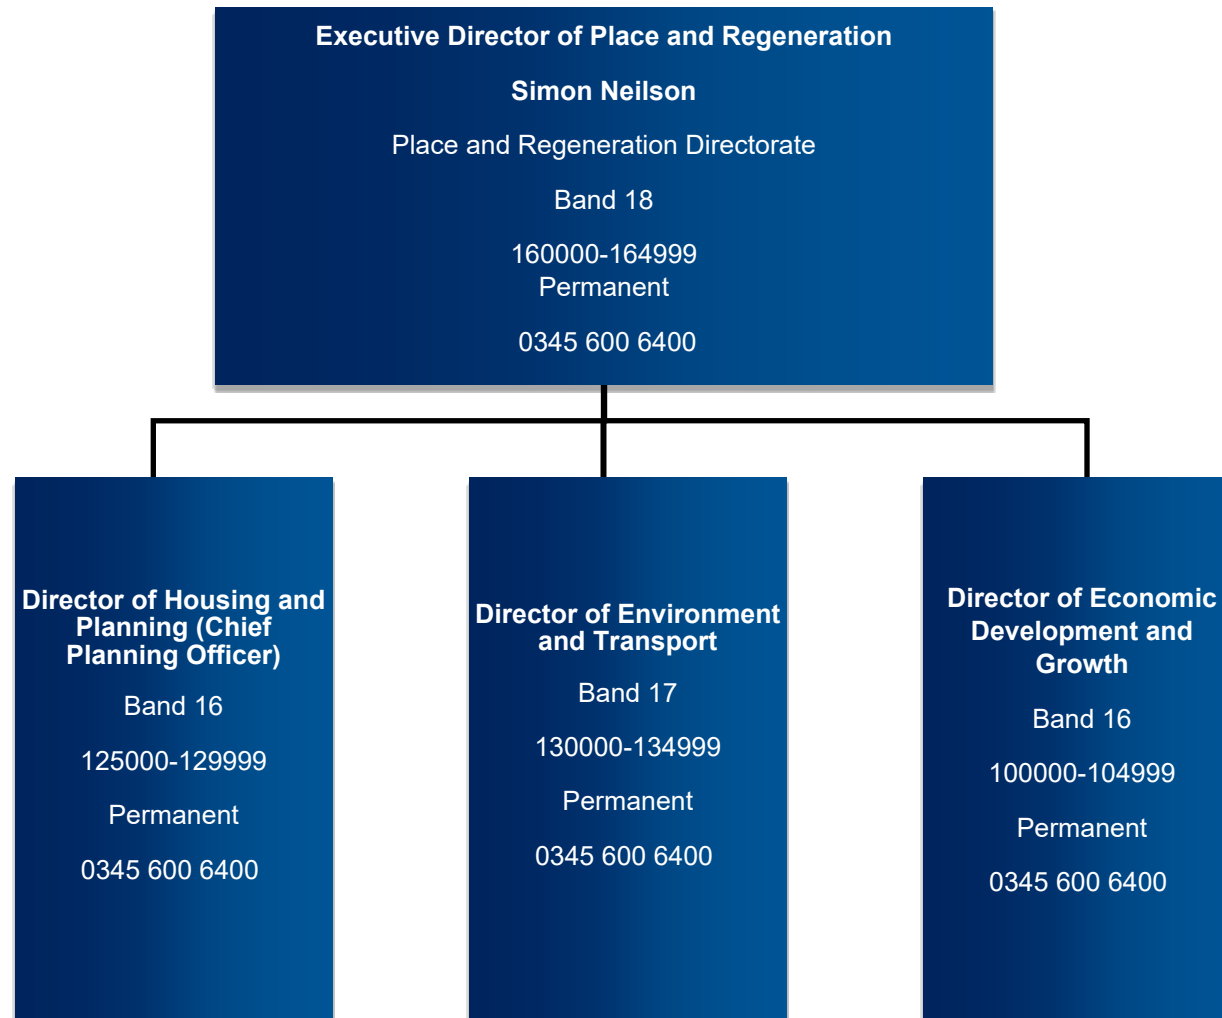 Executive Director of Place and Regeneration
Simon Neilson
Place and Regeneration Directorate
Band 18
160000-164999
Permanent
0345 600 6400
Director of Housing and
Planning (Chief
Planning Officer)
Band 16
125000-129999
Permanent
0345 600 6400
Director of Environment
and Transport
Band 17
130000-134999
Permanent
0345 600 6400
Director of Economic
Development and
Growth
Band 16
100000-104999
Permanent
0345 600 6400